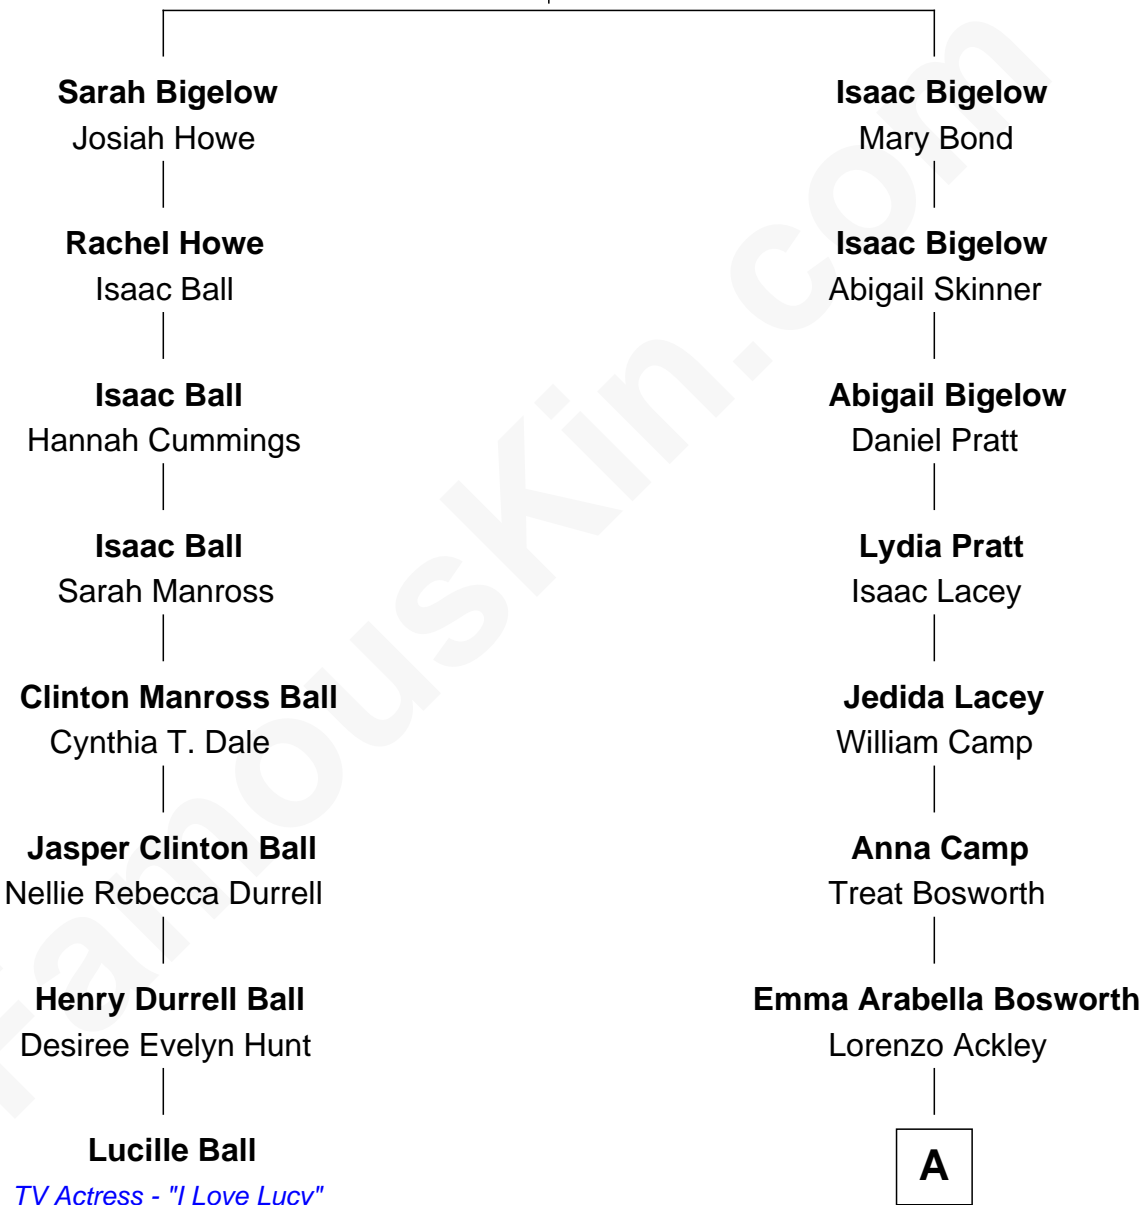 Sarah Bigelow
Josiah Howe
Rachel Howe
Isaac Ball
Isaac Ball
Hannah Cummings
Isaac Ball
Sarah Manross
Clinton Manross Ball
Cynthia T. Dale
Jasper Clinton Ball
Nellie Rebecca Durrell
Henry Durrell Ball
Desiree Evelyn Hunt
Lucille Ball
TV Actress - "I Love Lucy"
Isaac Bigelow
Mary Bond
Isaac Bigelow
Abigail Skinner
Abigail Bigelow
Daniel Pratt
Lydia Pratt
Isaac Lacey
Jedida Lacey
William Camp
Anna Camp
Treat Bosworth
Emma Arabella Bosworth
Lorenzo Ackley
A
FamousKin.com